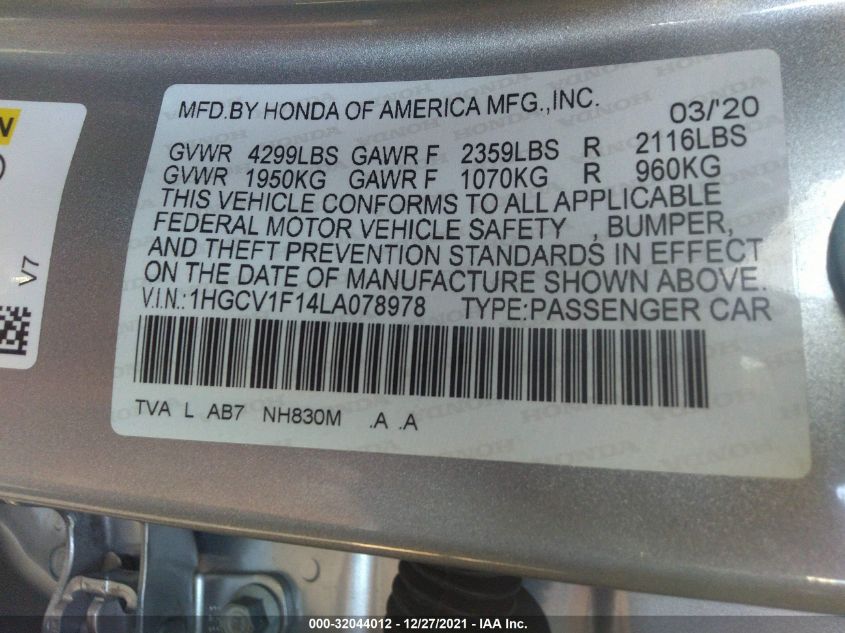 MFD.BY HONDA OF AMERICA MFG.,INC. 03/'20
GVWR 4299LBS GAWR F 2359LBS R 2116LBS
GVWR 1950KG GAWR F 1070KG R 960KG
THIS VEHICLE CONFORMS TO ALL APPLICABLE
FEDERAL MOTOR VEHICLE SAFETY , BUMPER,
AND THEFT PREVENTION STANDARDS IN EFFECT
ON THE DATE OF MANUFACTURE SHOWN ABOVE.
V.I.N.:1HGCV1F14LA078978 TYPE:PASSENGER CAR
TVA L AB7 NH830M .A .A
V7
000-32044012 - 12/27/2021 - IAA Inc.